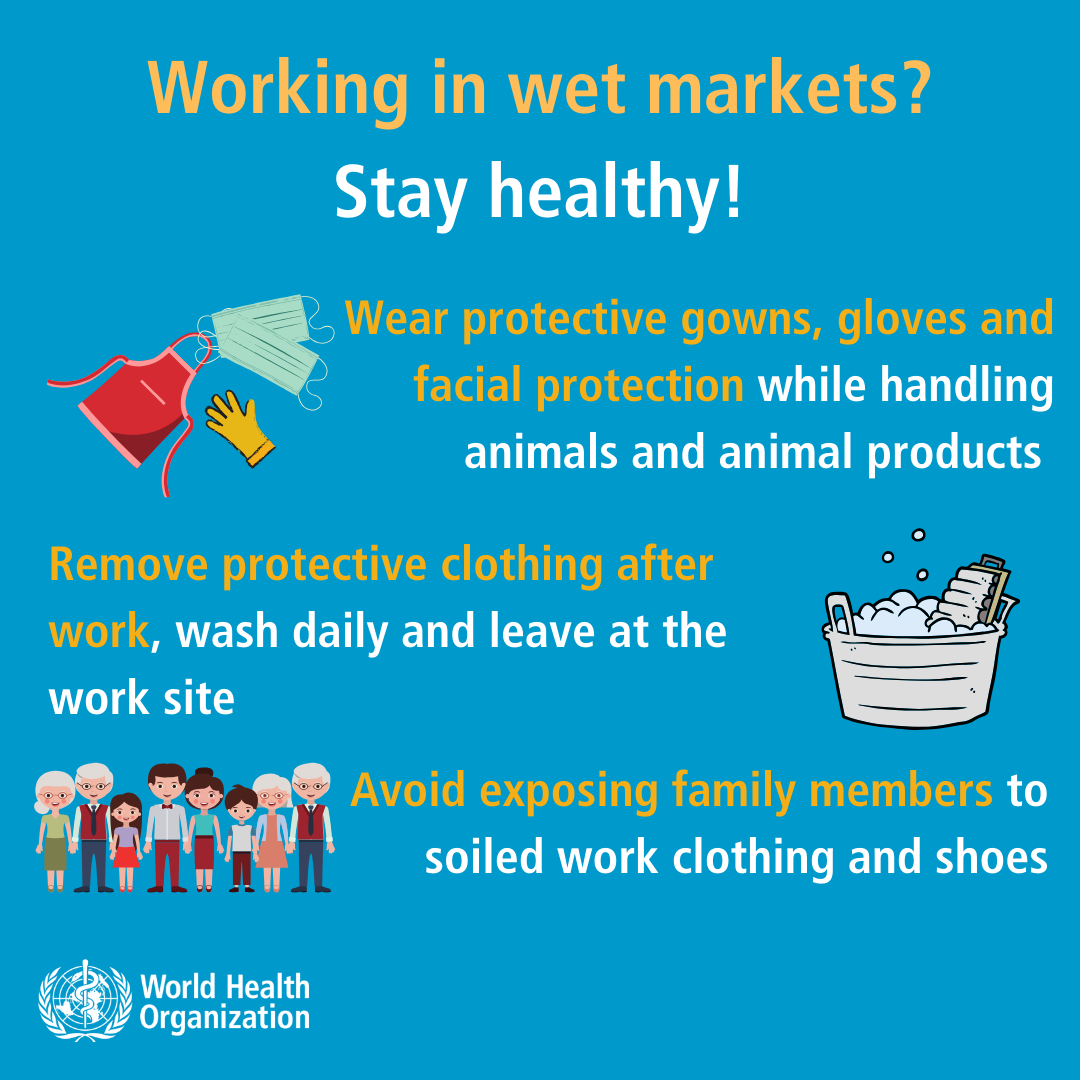 Working in wet markets?
Stay healthy!
Wear protective gowns, gloves and
facial protection while handling
animals and animal products
Remove protective clothing after
work, wash daily and leave at the
work site
Avoid exposing family members to
soiled work clothing and shoes
World Health
Organization